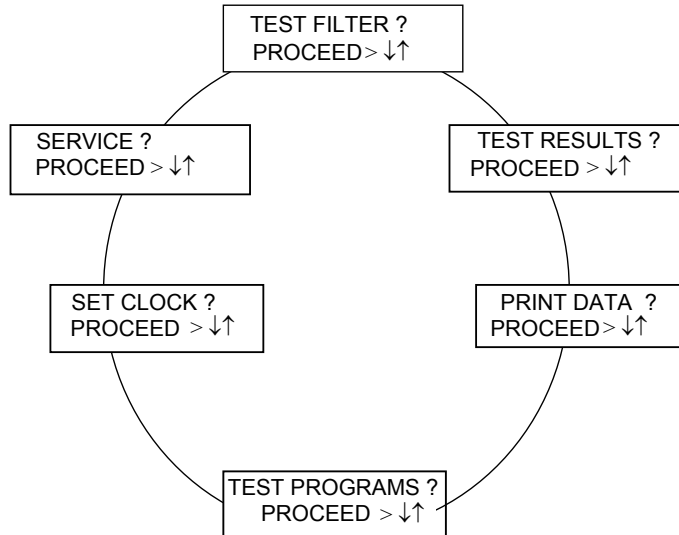 TEST FILTER ?
PROCEED> ↓↑
SERVICE ?
PROCEED > ↓↑
TEST RESULTS ?
PROCEED > ↓↑
SET CLOCK ?
PROCEED > ↓↑
PRINT DATA ?
PROCEED> ↓↑
TEST PROGRAMS ?
PROCEED > ↓↑